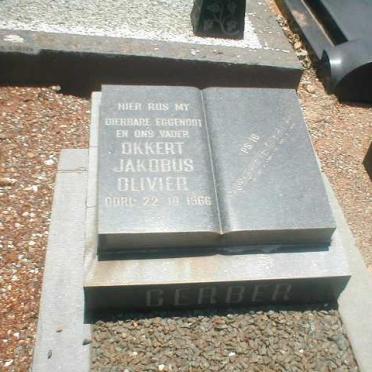 HIER RUS MY
DIERBARE EGGENOOT
EN ONS VADER
OKKERT
JAKOBUS
OLIVIER
OORL. 22·10·1966
PS 16
GERBER